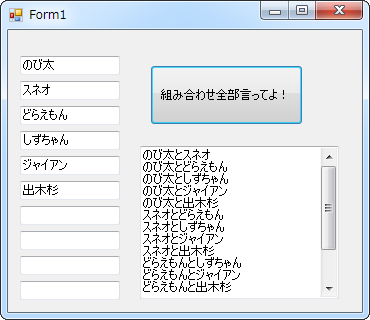 Form1
のび太
スネオ
どらえもん
しずちゃん
ジャイアン
出木杉
組み合わせ全部言ってよ！
のび太とスネオ
のび太とどらえもん
のび太としずちゃん
のび太とジャイアン
のび太と出木杉
スネオとどらえもん
スネオとしずちゃん
スネオとジャイアン
スネオと出木杉
どらえもんとしずちゃん
どらえもんとジャイアン
どらえもんと出木杉